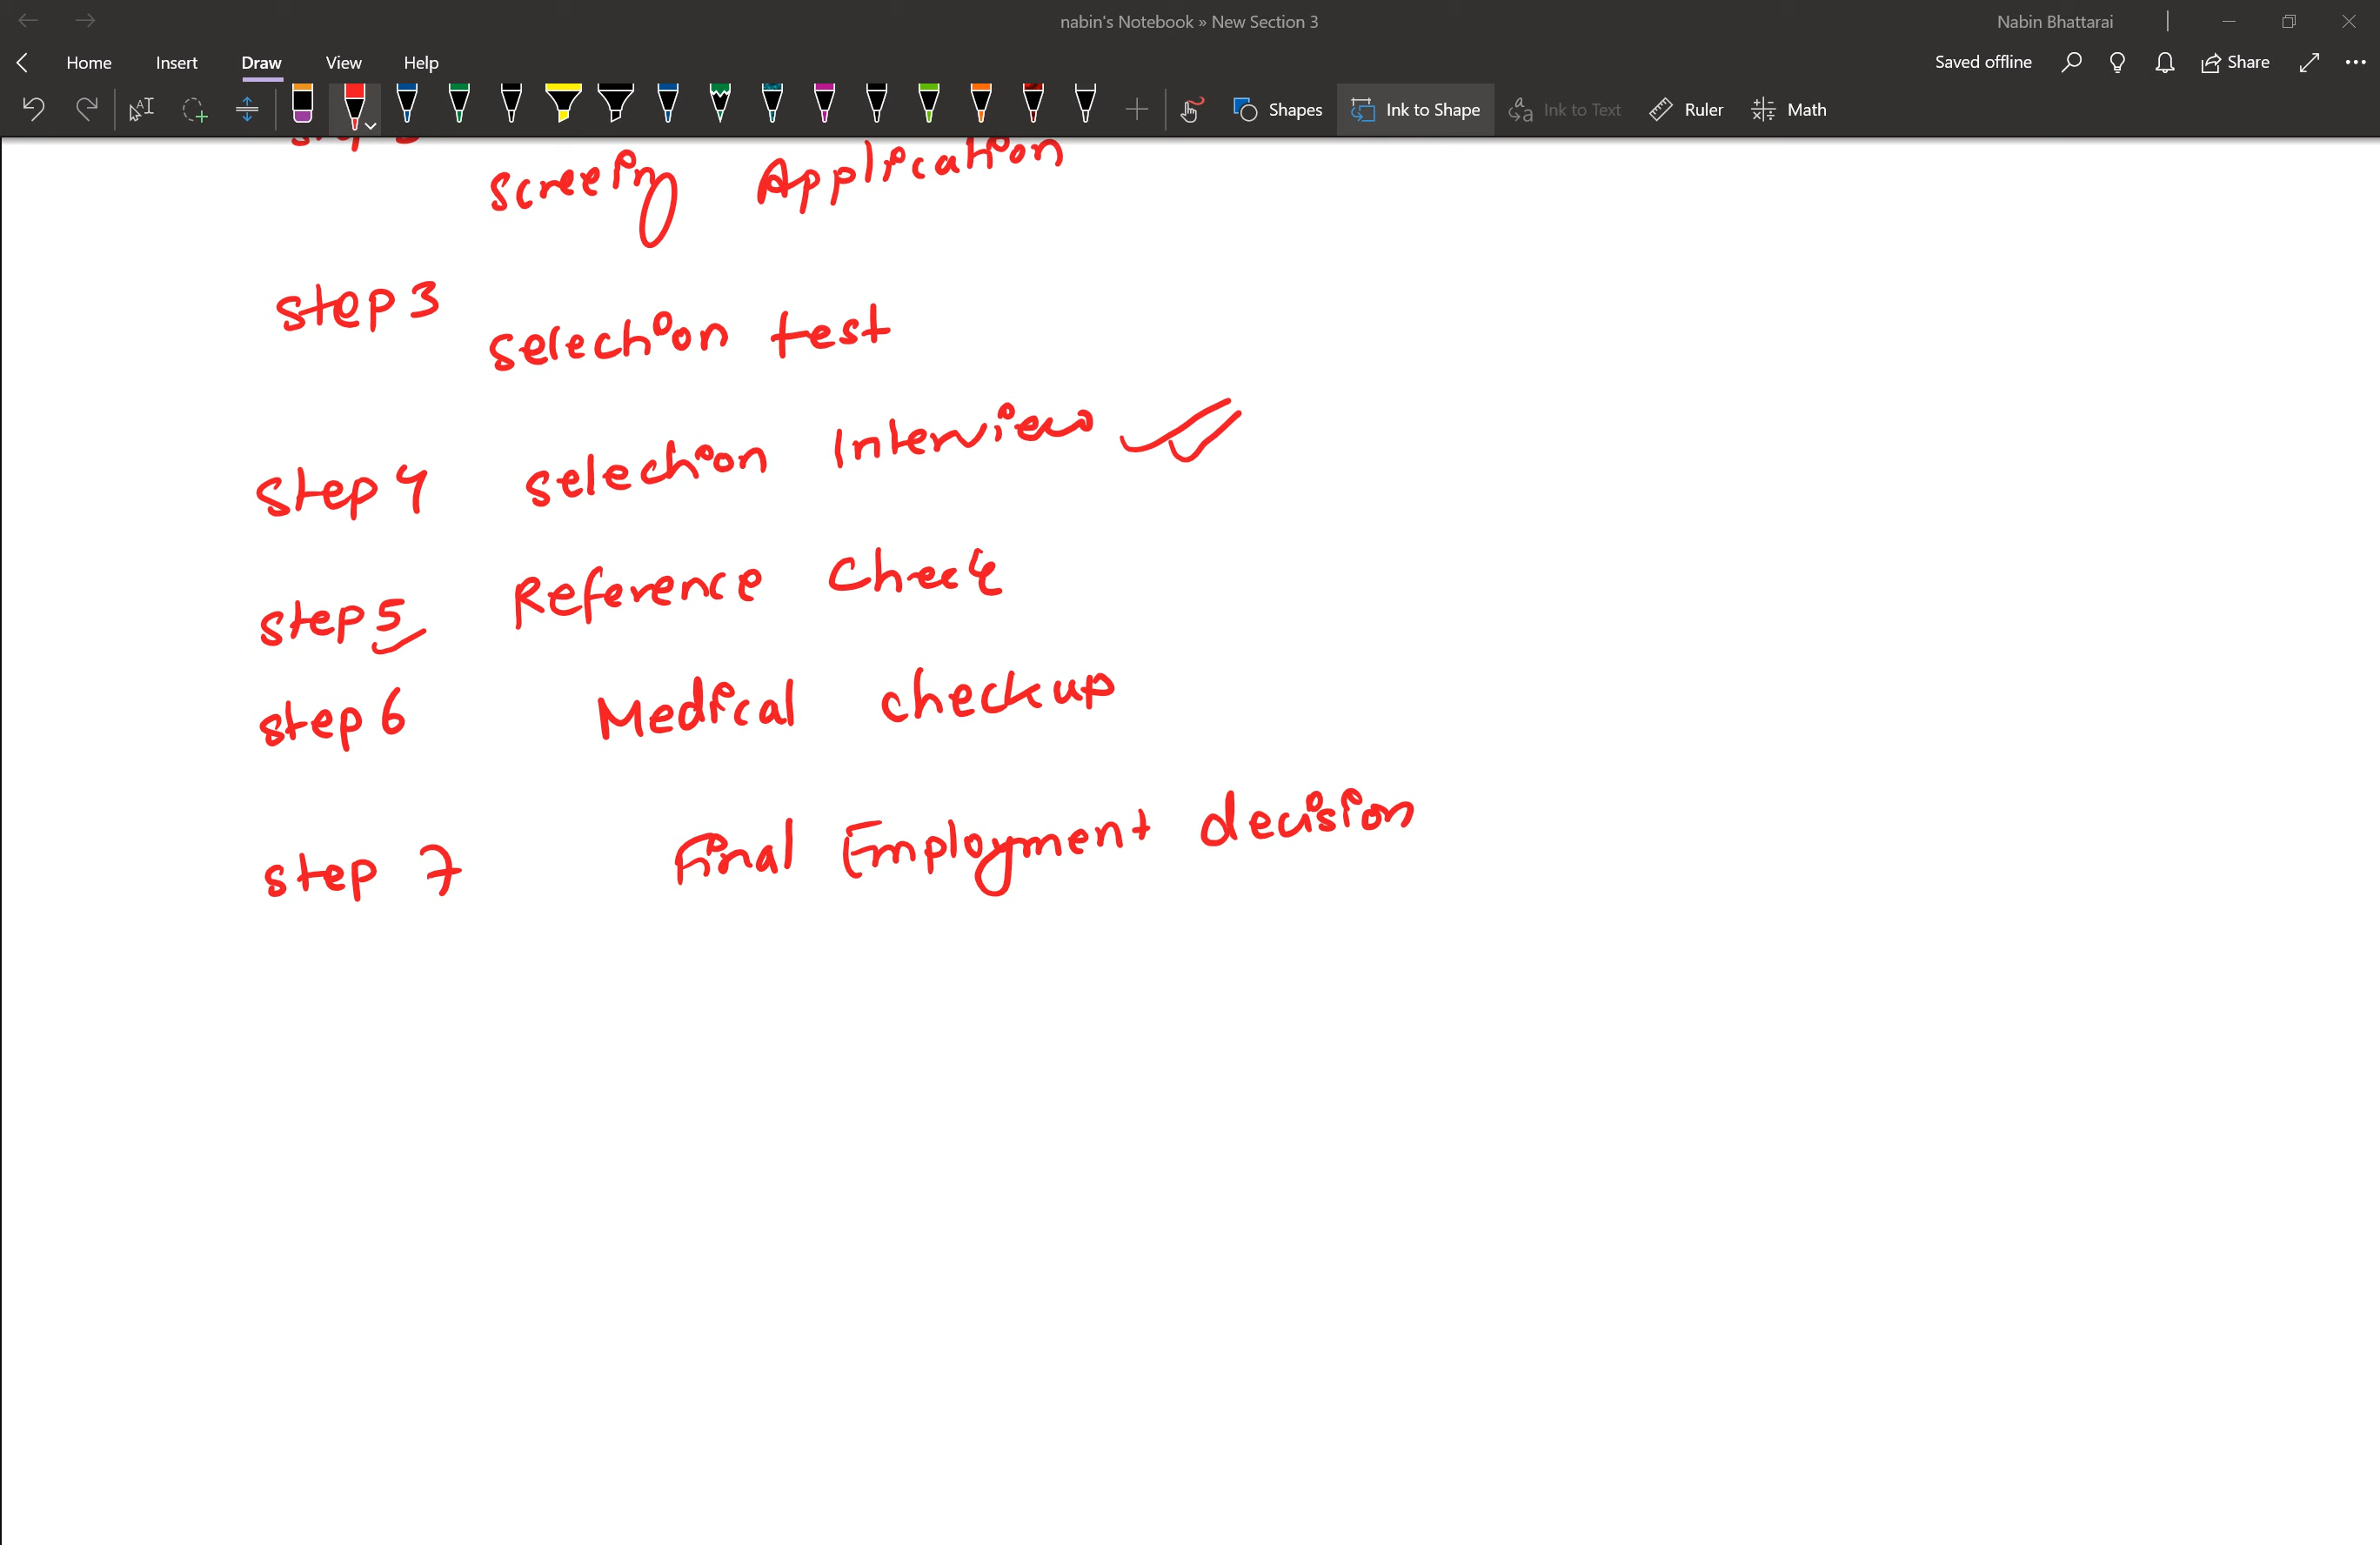 nabin's Notebook » New Section 3
Nabin Bhattarai
Home Insert Draw View Help
Saved offline Share
Shapes Ink to Shape Ink to Text Ruler Math
Application
step 3
selection test
step 4 selection Interview
step 5 Reference Check
step 6 Medical checkup
step 7 Final Employment decision